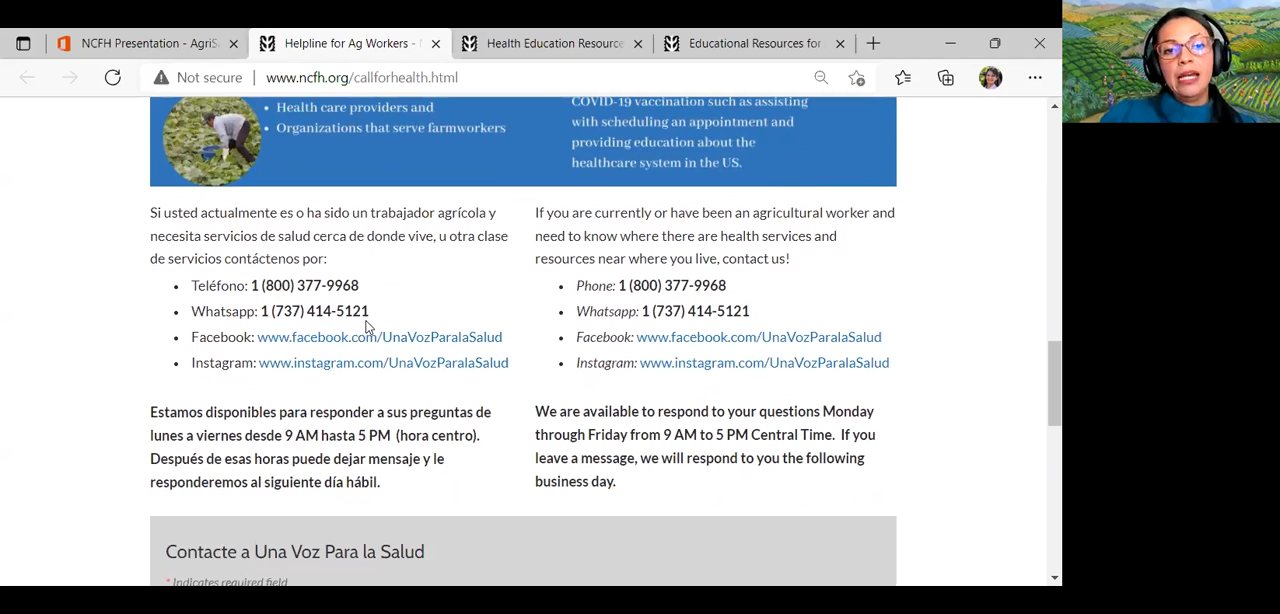 NCFH Presentation - AgriS
Helpline for Ag Workers -
Health Education Resource
Educational Resources for
Not secure
www.ncfh.org/callforhealth.html
• Health care providers and
• Organizations that serve farmworkers
COVID-19 vaccination such as assisting
with scheduling an appointment and
providing education about the
healthcare system in the US.
Si usted actualmente es o ha sido un trabajador agrícola y
necesita servicios de salud cerca de donde vive, u otra clase
de servicios contáctenos por:
• Teléfono: 1 (800) 377-9968
• Whatsapp: 1 (737) 414-5121
• Facebook: www.facebook.com/UnaVozParalaSalud
• Instagram: www.instagram.com/UnaVozParalaSalud
Estamos disponibles para responder a sus preguntas de
lunes a viernes desde 9 AM hasta 5 PM (hora centro).
Después de esas horas puede dejar mensaje y le
responderemos al siguiente día hábil.
If you are currently or have been an agricultural worker and
need to know where there are health services and
resources near where you live, contact us!
• Phone: 1 (800) 377-9968
• Whatsapp: 1 (737) 414-5121
• Facebook: www.facebook.com/UnaVozParalaSalud
• Instagram: www.instagram.com/UnaVozParalaSalud
We are available to respond to your questions Monday
through Friday from 9 AM to 5 PM Central Time. If you
leave a message, we will respond to you the following
business day.
Contacte a Una Voz Para la Salud
* Indicates required field